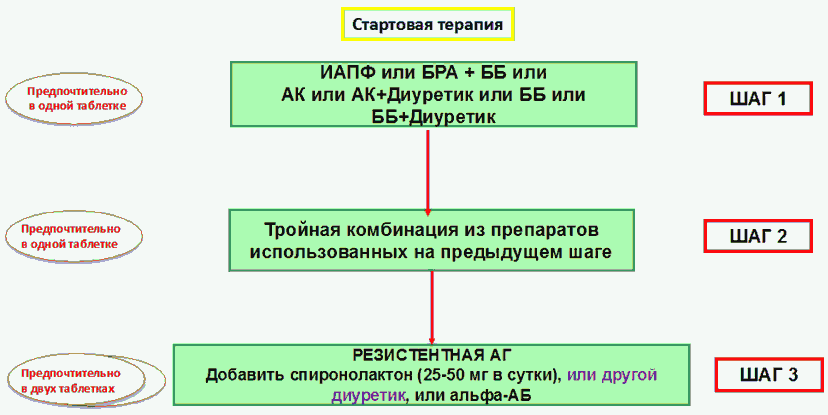 Стартовая терапия
Предпочтительно
в одной таблетке
ИАПФ или БРА + ББ или
АК или АК+Диуретик или ББ или
ББ+Диуретик
ШАГ 1
Предпочтительно
в одной таблетке
Тройная комбинация из препаратов
использованных на предыдущем шаге
ШАГ 2
Предпочтительно
в двух таблетках
РЕЗИСТЕНТНАЯ АГ
Добавить спиронолактон (25-50 мг в сутки), или другой
диуретик, или альфа-АБ
ШАГ 3